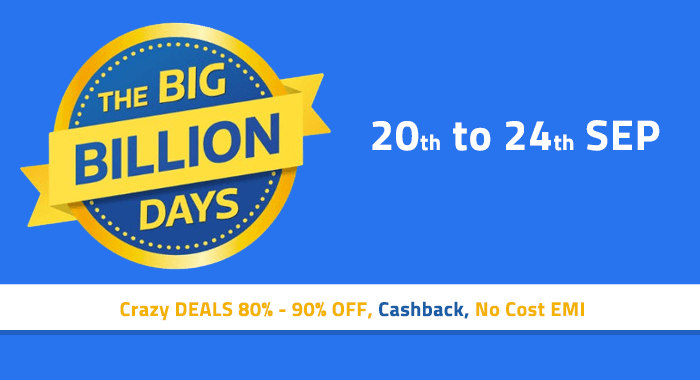 THE BIG
BILLION
DAYS
20th to 24th SEP
Crazy DEALS 80% - 90% OFF, Cashback, No Cost EMI